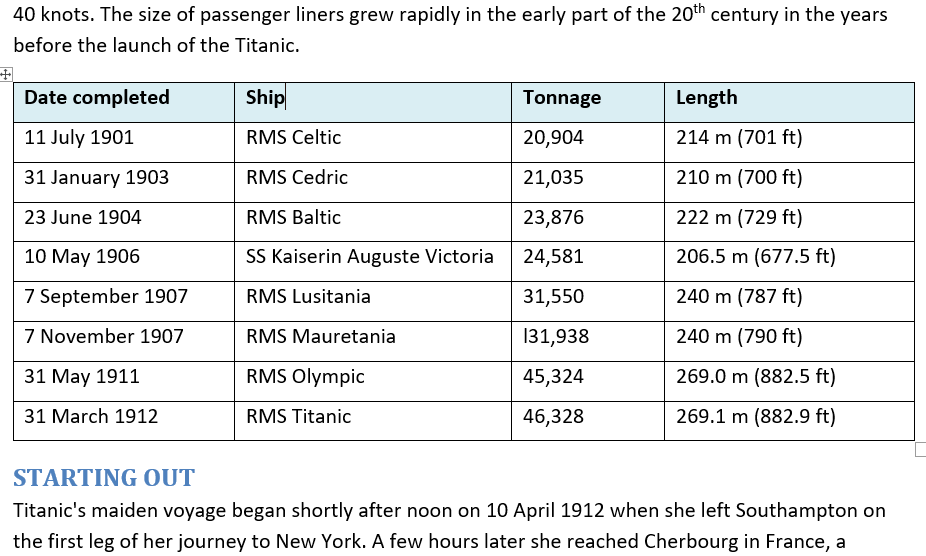 40 knots. The size of passenger liners grew rapidly in the early part of the 20th century in the years
before the launch of the Titanic.
Date completed Ship Tonnage Length
11 July 1901 RMS Celtic 20,904 214 m (701 ft)
31 January 1903 RMS Cedric 21,035 210 m (700 ft)
23 June 1904 RMS Baltic 23,876 222 m (729 ft)
10 May 1906 SS Kaiserin Auguste Victoria 24,581 206.5 m (677.5 ft)
7 September 1907 RMS Lusitania 31,550 240 m (787 ft)
7 November 1907 RMS Mauretania l31,938 240 m (790 ft)
31 May 1911 RMS Olympic 45,324 269.0 m (882.5 ft)
31 March 1912 RMS Titanic 46,328 269.1 m (882.9 ft)
STARTING OUT
Titanic's maiden voyage began shortly after noon on 10 April 1912 when she left Southampton on
the first leg of her journey to New York. A few hours later she reached Cherbourg in France, a